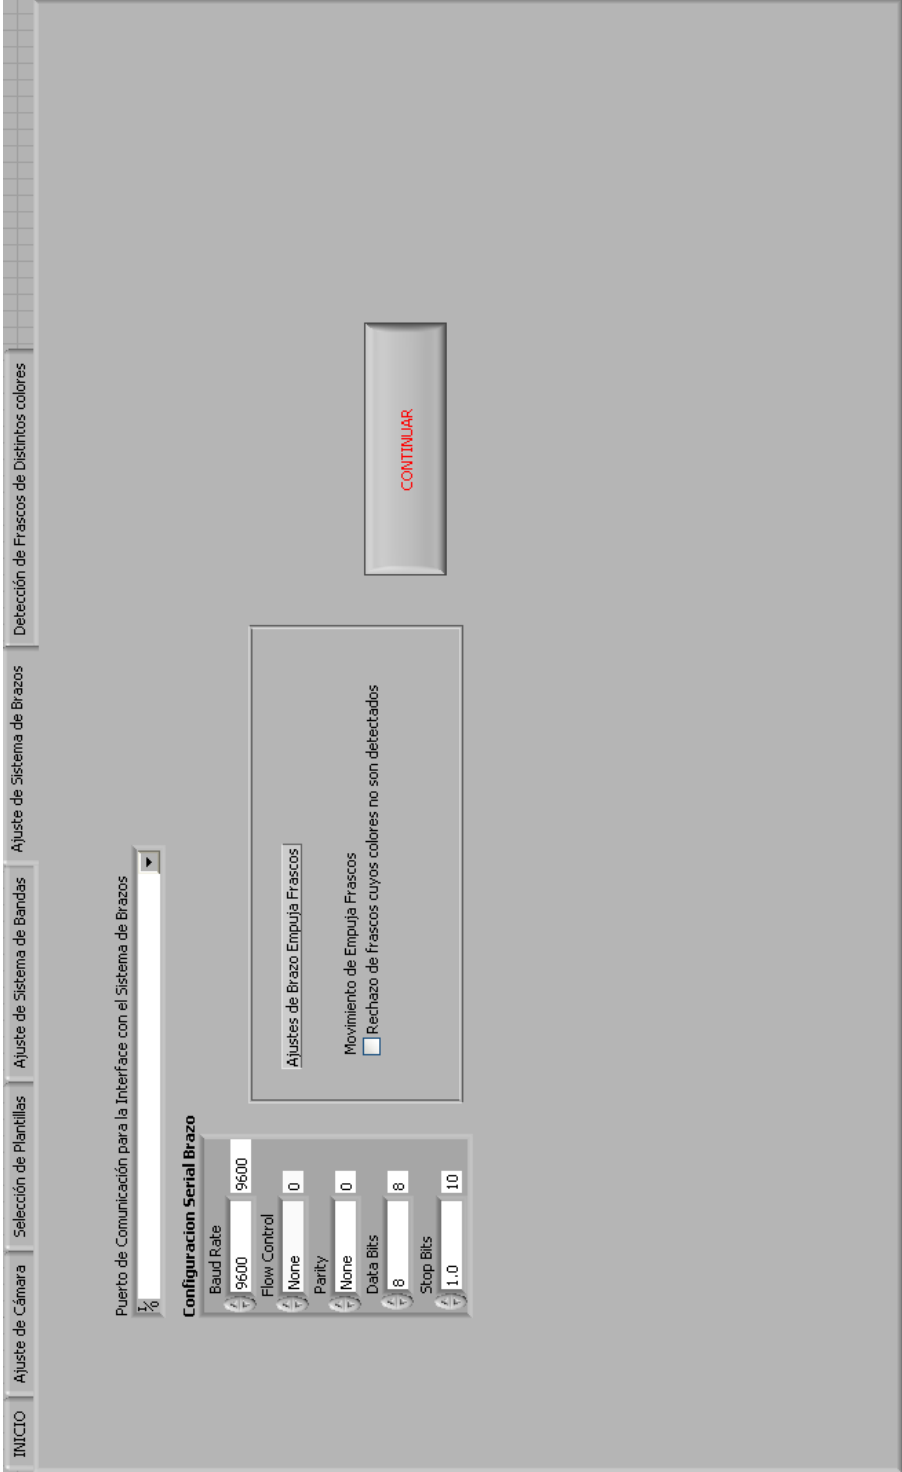 INICIO
Ajuste de Cámara
Selección de Plantillas
Ajuste de Sistema de Bandas
Ajuste de Sistema de Brazos
Detección de Frascos de Distintos colores
Puerto de Comunicación para la Interface con el Sistema de Brazos
I/O
Configuracion Serial Brazo
Baud Rate
9600 9600
Flow Control
None 0
Parity
None 0
Data Bits
8 8
Stop Bits
1.0 10
Ajustes de Brazo Empuja Frascos
Movimiento de Empuja Frascos
Rechazo de frascos cuyos colores no son detectados
CONTINUAR